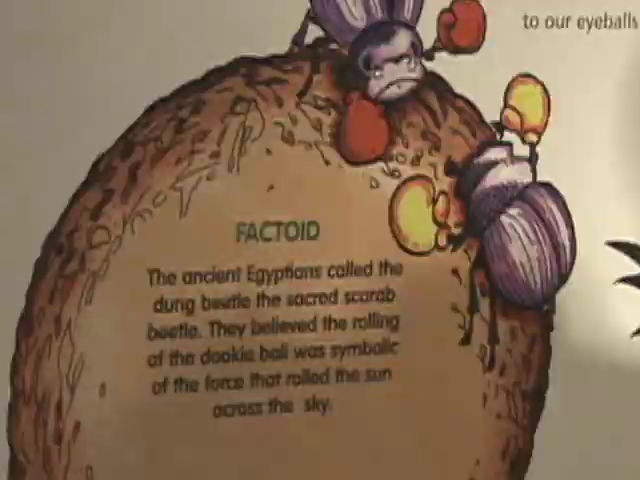 to our eyeballs
FACTOID
The ancient Egyptians called the
dung beetle the sacred scarab
beetle. They believed the rolling
of the dookie ball was symbolic
of the force that rolled the sun
across the sky.